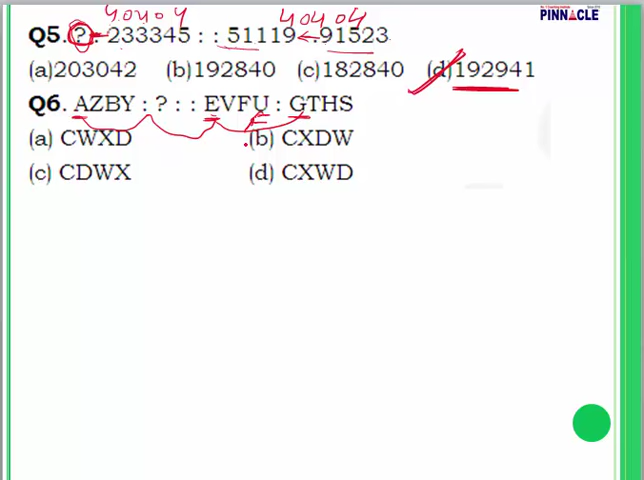 PINNACLE
40404 40404
Q5. ? : 233345 : : 51119 : 91523
(a)203042 (b)192840 (c)182840 (d)192941
Q6. AZBY : ? : : EVFU : GTHS
(a) CWXD (b) CXDW
(c) CDWX (d) CXWD